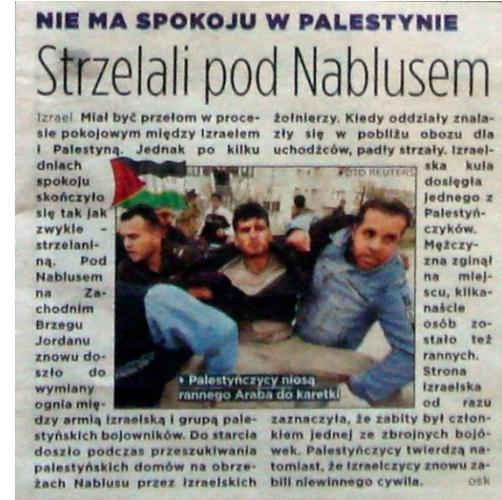 NIE MA SPOKOJU W PALESTYNIE
Strzelali pod Nablusem
Izrael. Miał być przełom w proce-
sie pokojowym między Izraelem
i Palestyną. Jednak po kilku
dniach
spokoju
skończyło
się tak jak
zwykle –
strzelani-
ną. Pod
Nablusem
na Za-
chodnim
Brzegu
Jordanu
znowu do-
szło do
wymiany
ognia mię-
dzy armią izraelską i grupą pale-
styńskich bojowników. Do starcia
doszło podczas przeszukiwania
palestyńskich domów na obrze-
żach Nablusu przez izraelskich
żołnierzy. Kiedy oddziały znala-
zły się w pobliżu obozu dla
uchodźców, padły strzały. Izrael-
ska kula
dosięgła
jednego z
Palestyń-
czyków.
Mężczy-
zna zginął
na miej-
scu, kilka-
naście
osób zo-
stało też
rannych.
Strona
izraelska
od razu
zaznaczyła, że zabity był człon-
kiem jednej ze zbrojnych bojó-
wek. Palestyńczycy twierdzą na-
tomiast, że Izraelczycy znowu za-
bili niewinnego cywila. osk
FOTO REUTERS
Palestyńczycy niosą
rannego Araba do karetki